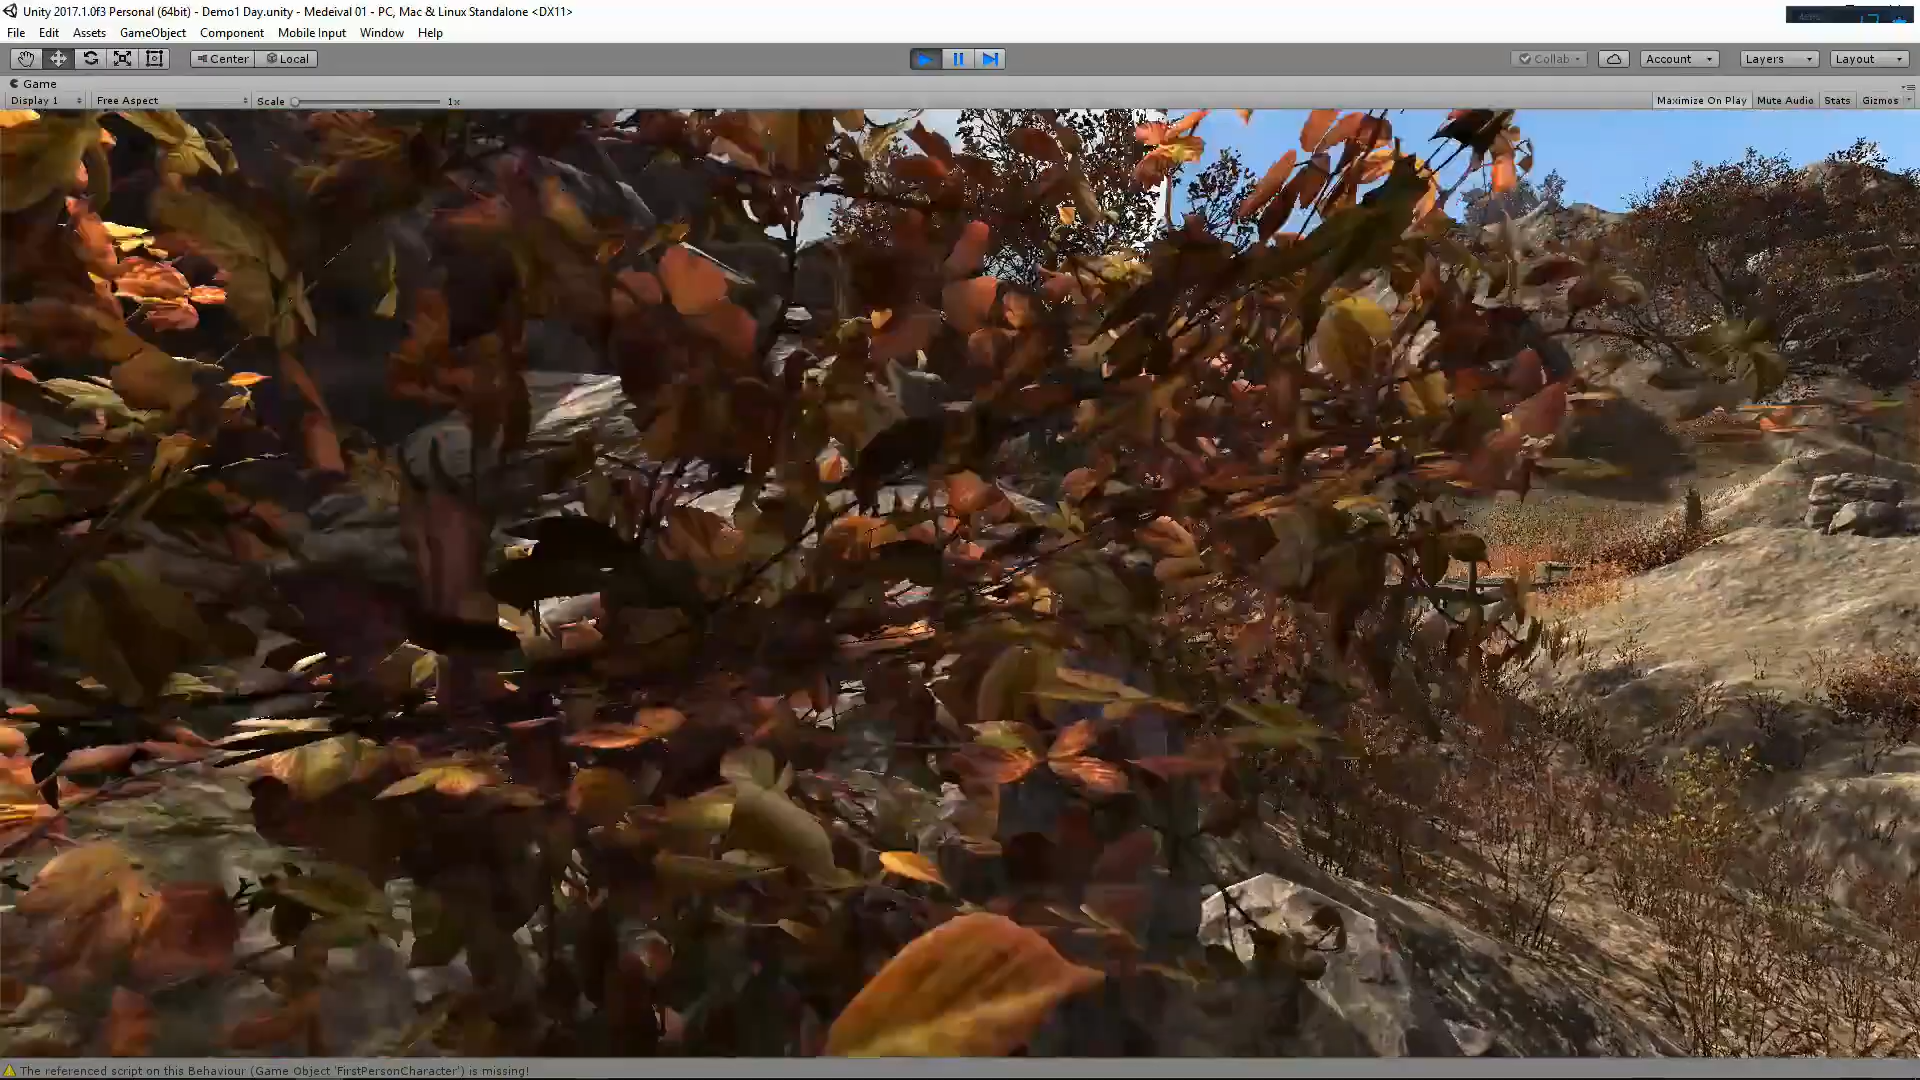 Unity 2017.1.0f3 Personal (64bit) - Demo1 Day.unity - Medeival 01 - PC, Mac & Linux Standalone <DX11>
File Edit Assets GameObject Component Mobile Input Window Help
Center Local Collab Account Layers Layout
Game
Display 1 Free Aspect Scale 1x Maximize On Play Mute Audio Stats Gizmos
The referenced script on this Behaviour (Game Object 'FirstPersonCharacter') is missing!